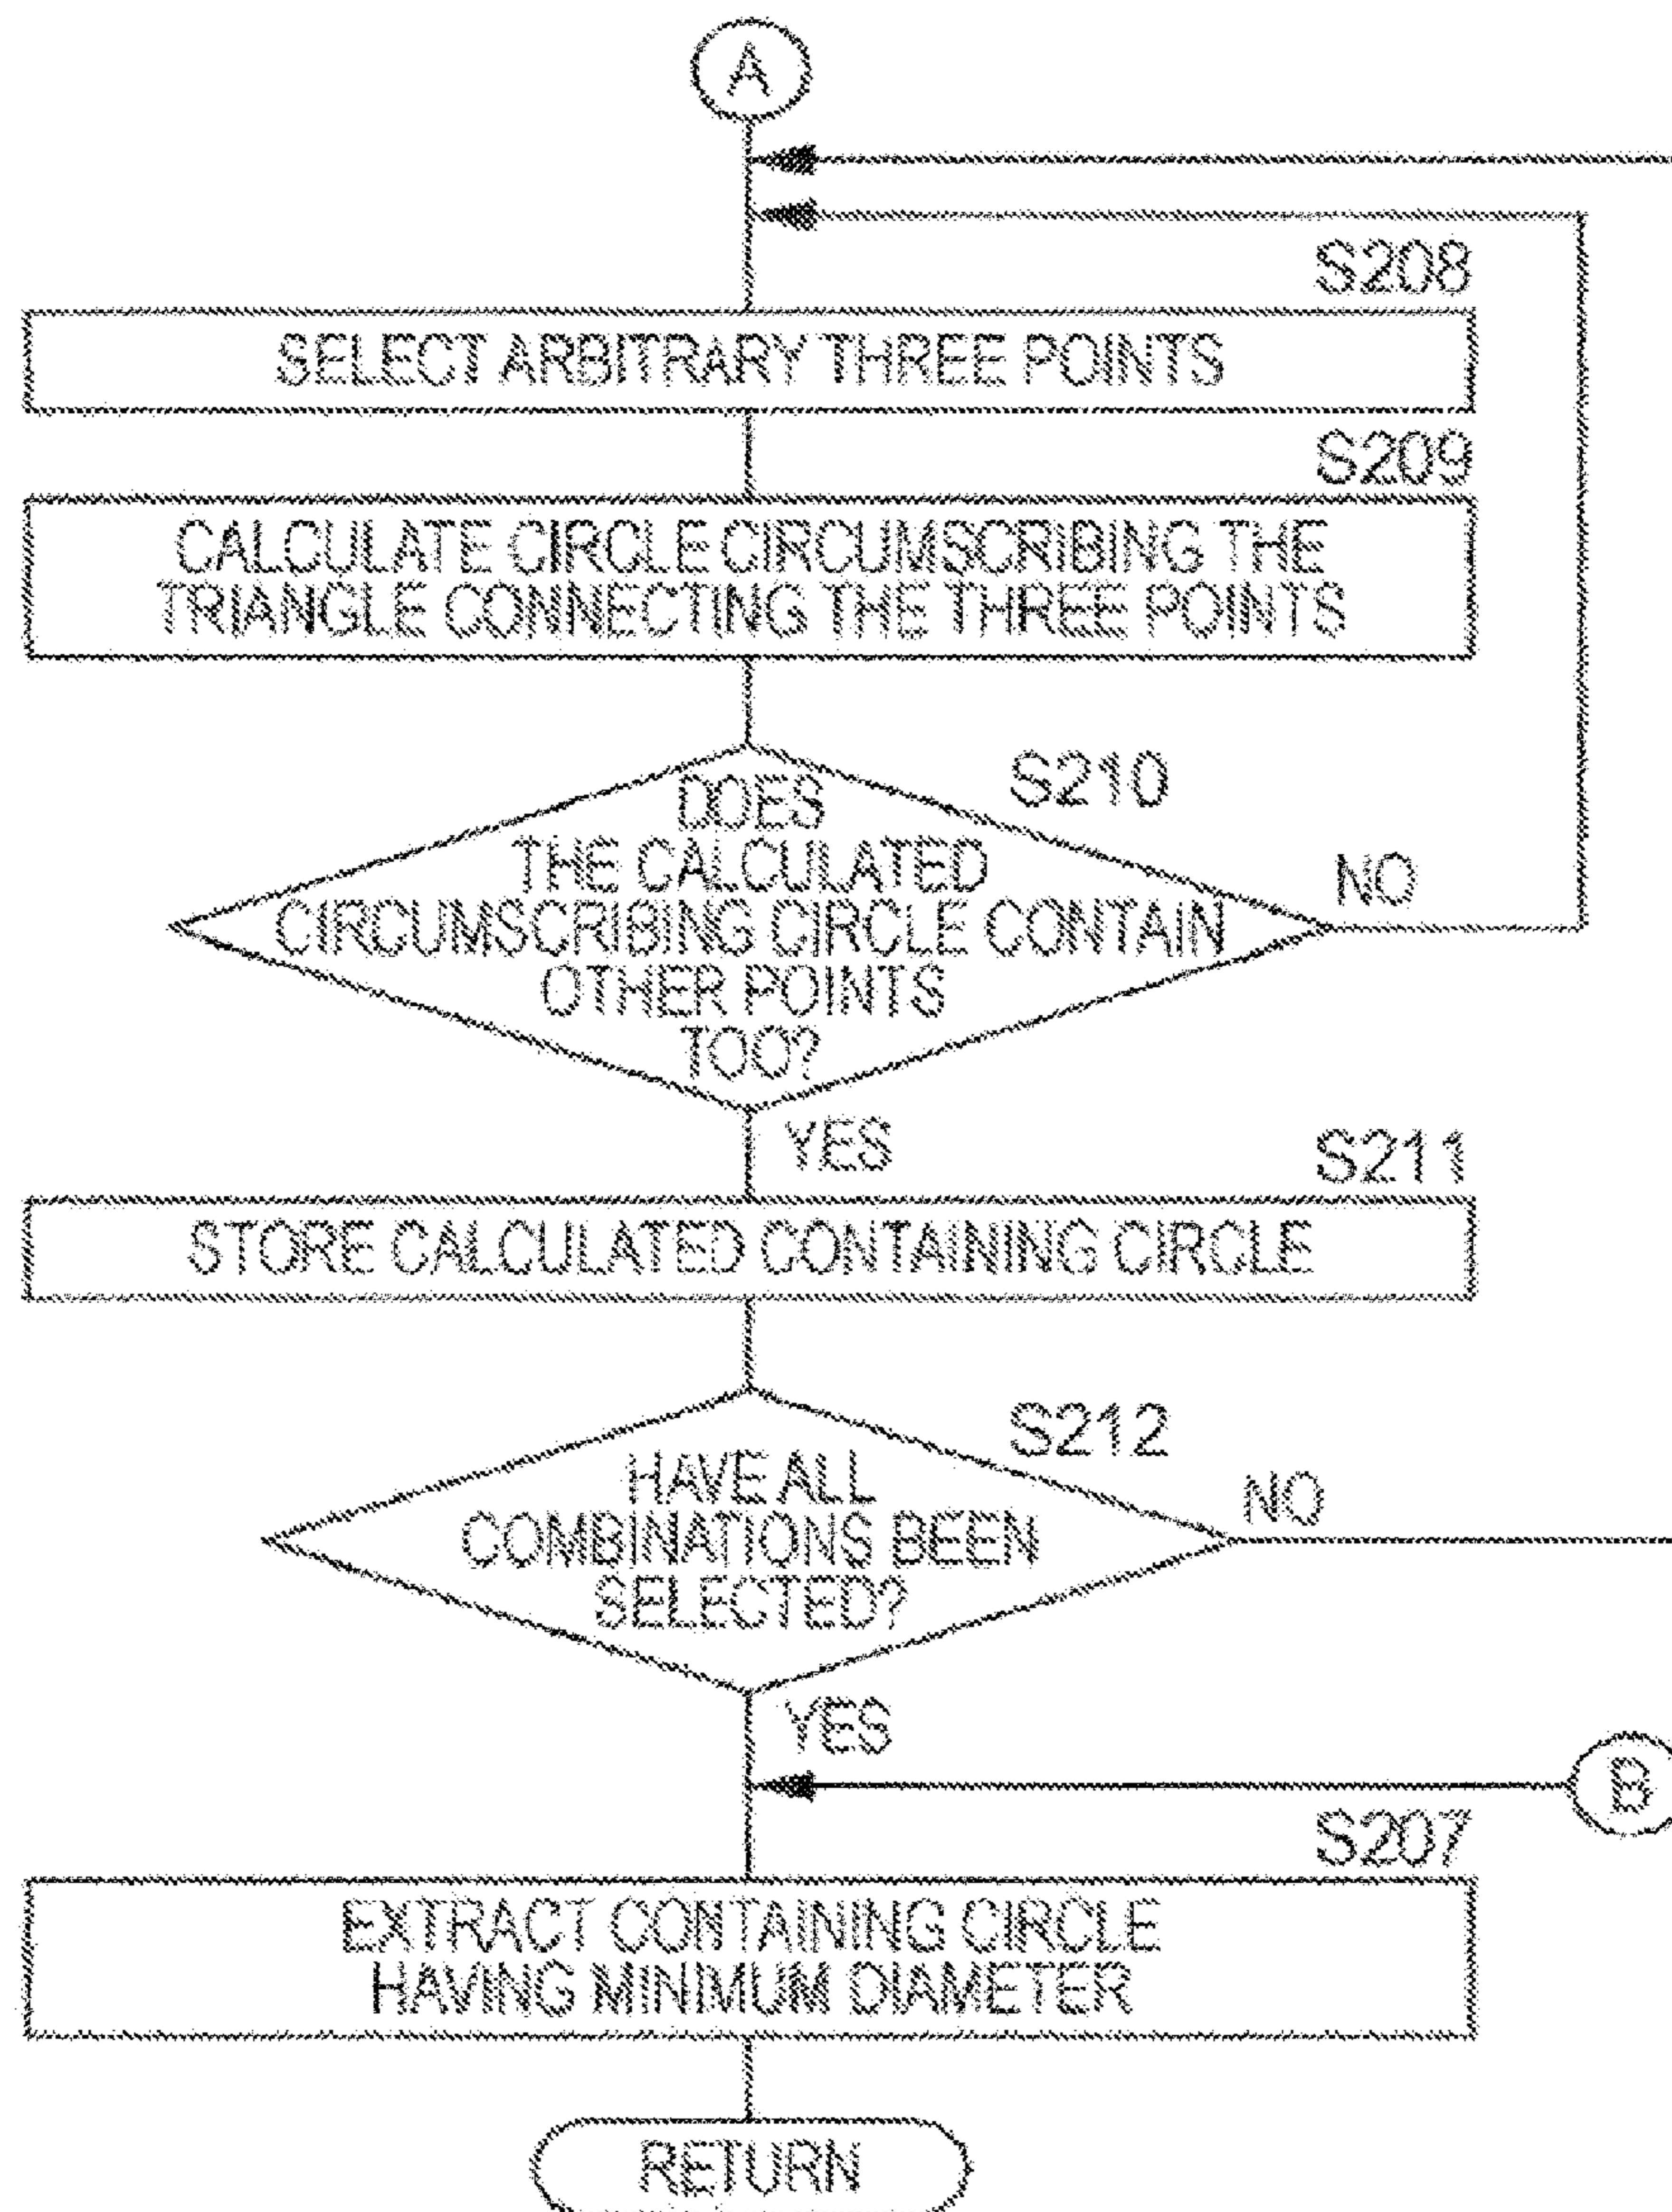 A
S208
SELECT ARBITRARY THREE POINTS
S209
CALCULATE CIRCLE CIRCUMSCRIBING THE
TRIANGLE CONNECTING THE THREE POINTS
S210
DOES
THE CALCULATED
CIRCUMSCRIBING CIRCLE CONTAIN
OTHER POINTS
TOO?
NO
YES
S211
STORE CALCULATED CONTAINING CIRCLE
S212
HAVE ALL
COMBINATIONS BEEN
SELECTED?
NO
YES
B
S207
EXTRACT CONTAINING CIRCLE
HAVING MINIMUM DIAMETER
RETURN